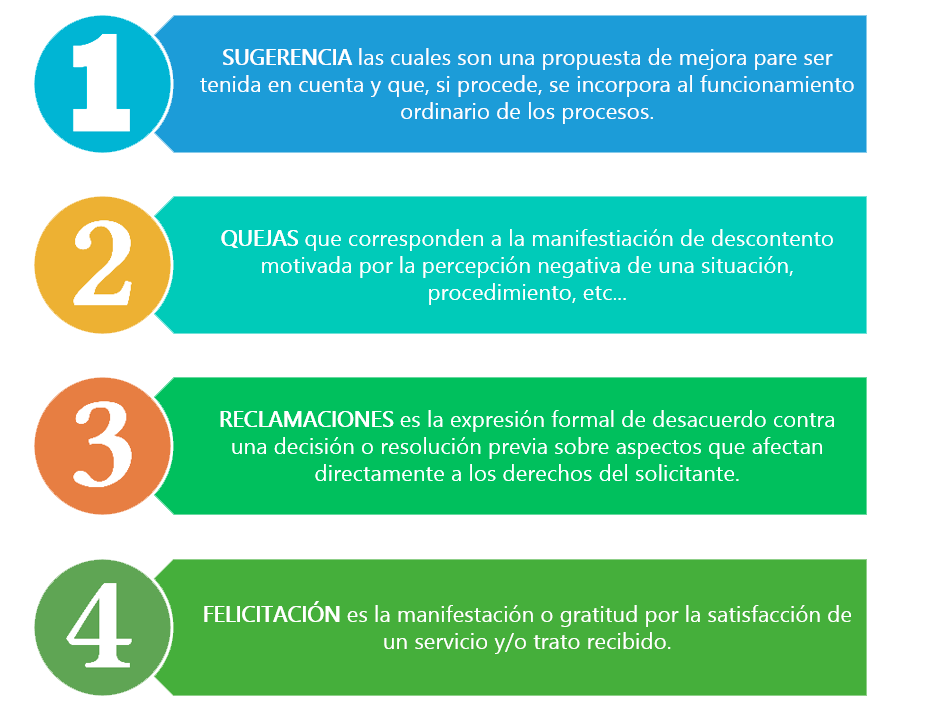 1
SUGERENCIA las cuales son una propuesta de mejora pare ser
tenida en cuenta y que, si procede, se incorpora al funcionamiento
ordinario de los procesos.
2
QUEJAS que corresponden a la manifestiación de descontento
motivada por la percepción negativa de una situación,
procedimiento, etc...
3
RECLAMACIONES es la expresión formal de desacuerdo contra
una decisión o resolución previa sobre aspectos que afectan
directamente a los derechos del solicitante.
4
FELICITACIÓN es la manifestación o gratitud por la satisfacción de
un servicio y/o trato recibido.